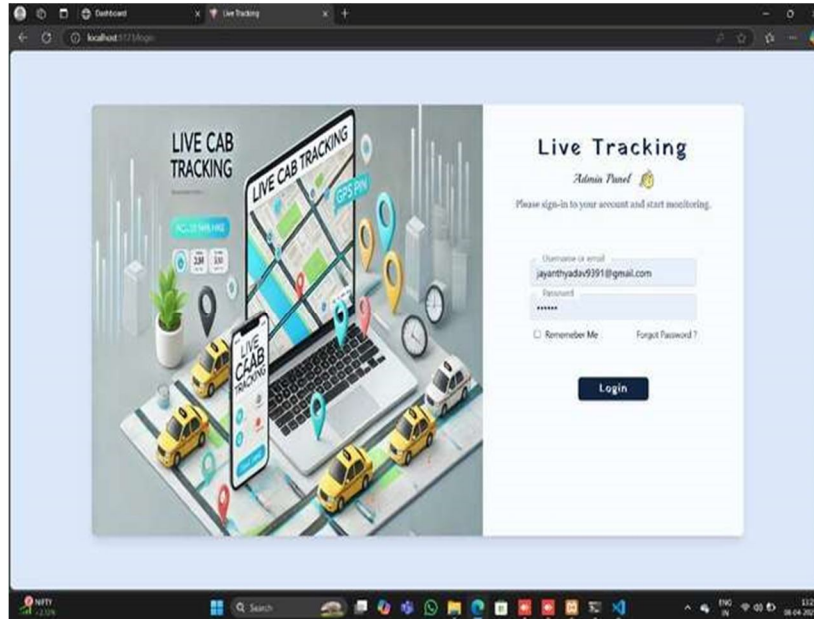 Dashboard
Live Tracking
LIVE CAB
TRACKING
LIVE CAB TRACKING
GPS PIN
LIVE
CAAB
TRACKING
Live Tracking
Admin Panel
Please sign-in to your account and start monitoring.
Username or email
jayanthyadav9391@gmail.com
Password
Rememeber Me
Forgot Password ?
Login
NIFTY
Search
ENG
IN